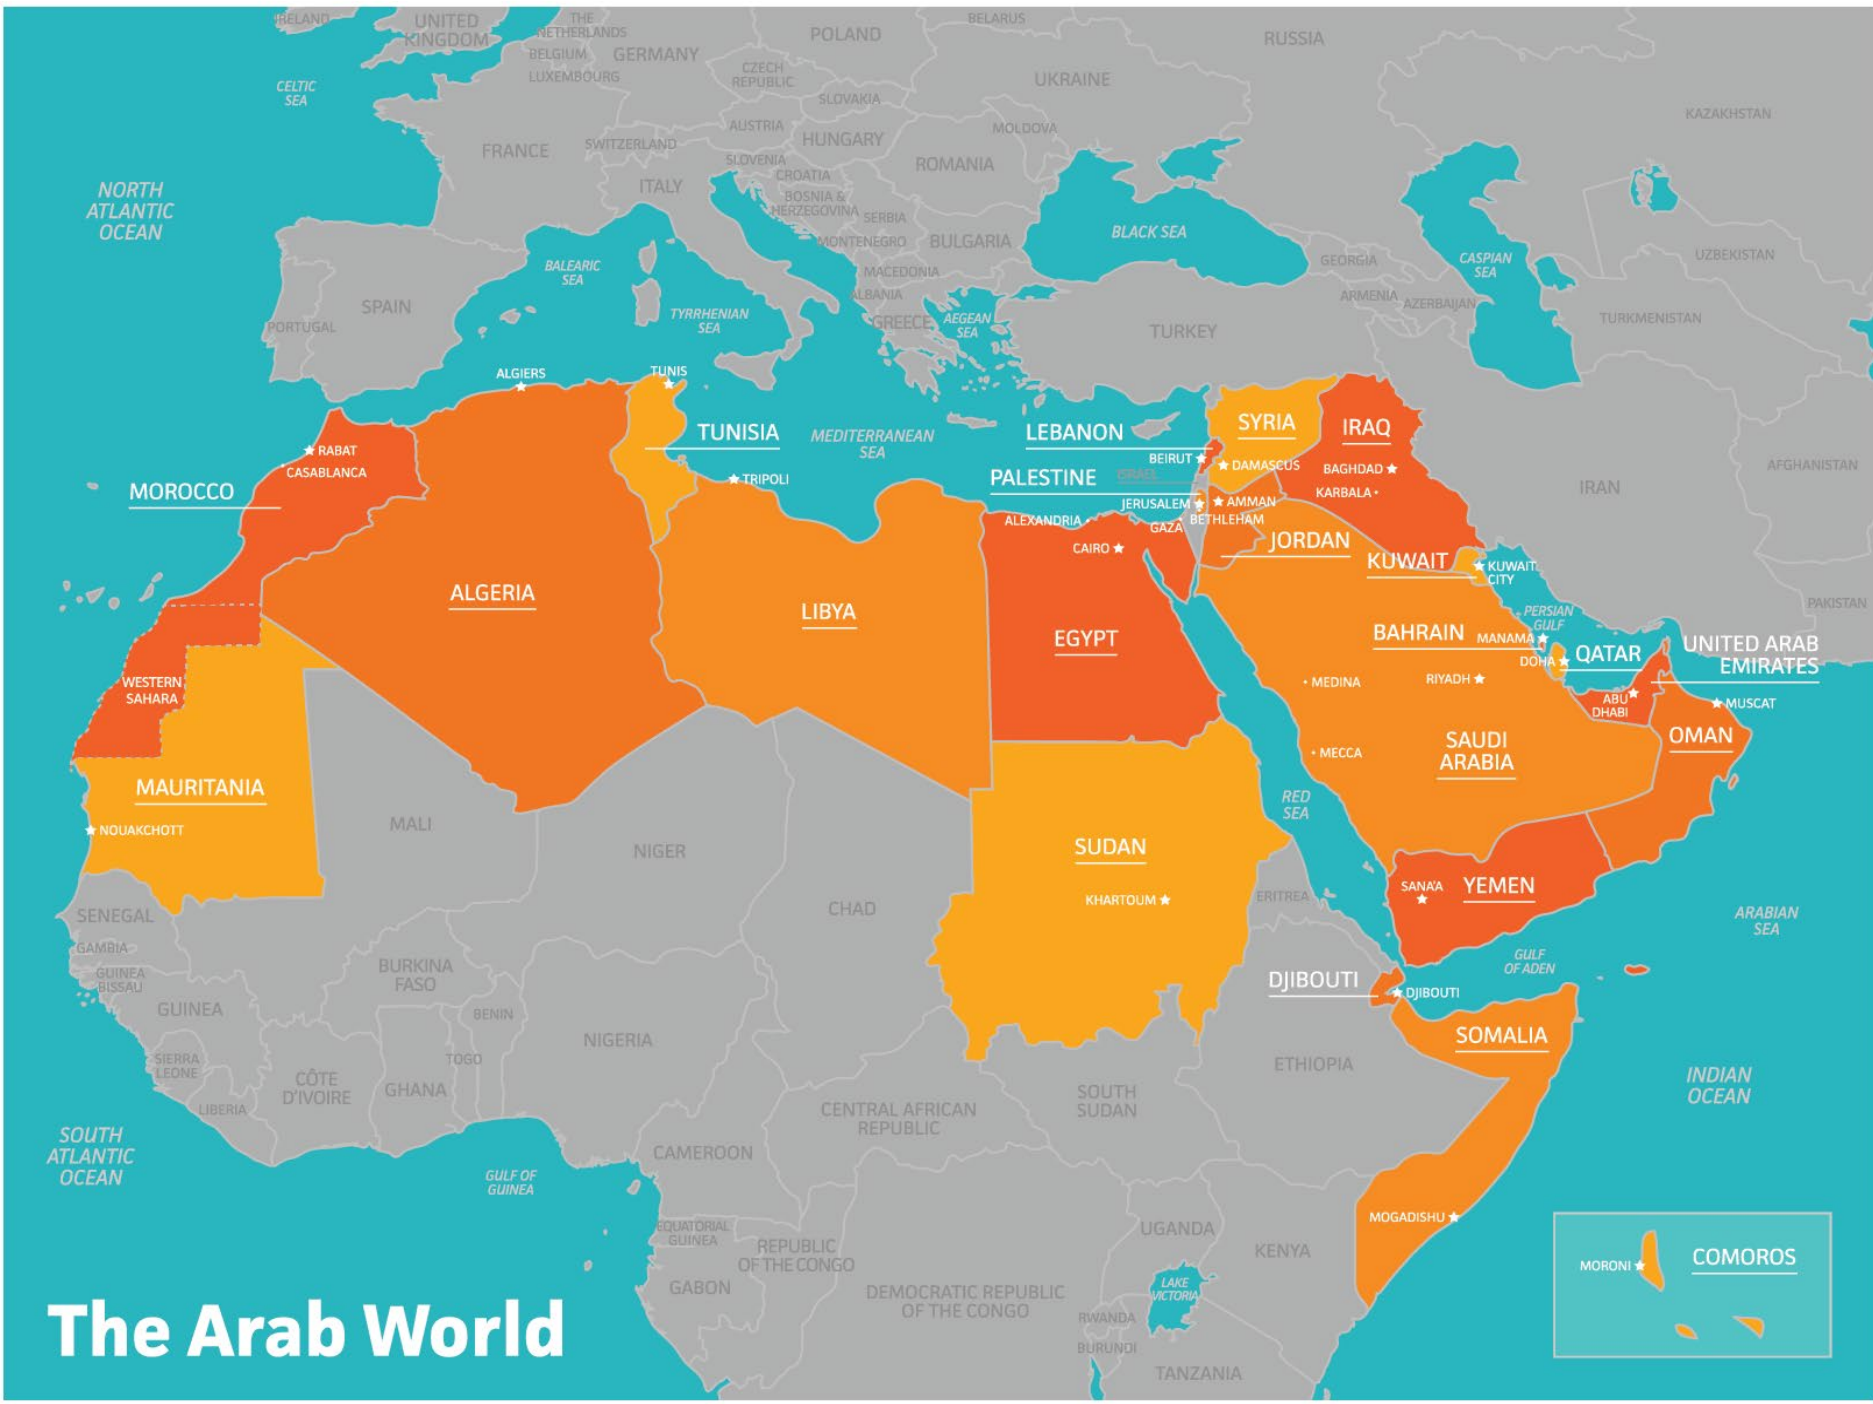 IRELAND
UNITED
KINGDOM
THE
NETHERLANDS
BELGIUM
LUXEMBOURG
GERMANY
POLAND
BELARUS
RUSSIA
CELTIC
SEA
CZECH
REPUBLIC
SLOVAKIA
UKRAINE
KAZAKHSTAN
FRANCE
SWITZERLAND
AUSTRIA
HUNGARY
MOLDOVA
SLOVENIA
CROATIA
ROMANIA
ITALY
BOSNIA &
HERZEGOVINA
SERBIA
MONTENEGRO
BULGARIA
MACEDONIA
ALBANIA
GREECE
NORTH
ATLANTIC
OCEAN
BALEARIC
SEA
BLACK SEA
GEORGIA
CASPIAN
SEA
UZBEKISTAN
ARMENIA
AZERBAIJAN
TURKMENISTAN
PORTUGAL
SPAIN
TYRRHENIAN
SEA
AEGEAN
SEA
TURKEY
ALGIERS
TUNIS
TUNISIA
MEDITERRANEAN
SEA
LEBANON
BEIRUT
SYRIA
DAMASCUS
IRAQ
BAGHDAD
KARBALA
IRAN
AFGHANISTAN
RABAT
CASABLANCA
MOROCCO
TRIPOLI
PALESTINE
ISRAEL
JERUSALEM
AMMAN
ALEXANDRIA
GAZA
BETHLEHAM
CAIRO
JORDAN
KUWAIT
KUWAIT
CITY
PAKISTAN
ALGERIA
LIBYA
EGYPT
PERSIAN
GULF
BAHRAIN
MANAMA
DOHA
QATAR
UNITED ARAB
EMIRATES
WESTERN
SAHARA
MEDINA
RIYADH
ABU
DHABI
MUSCAT
MECCA
SAUDI
ARABIA
OMAN
MAURITANIA
NOUAKCHOTT
MALI
NIGER
CHAD
SUDAN
KHARTOUM
RED
SEA
ERITREA
SANA'A
YEMEN
ARABIAN
SEA
SENEGAL
GAMBIA
GUINEA
BISSAU
GUINEA
BURKINA
FASO
BENIN
NIGERIA
DJIBOUTI
DJIBOUTI
GULF
OF ADEN
SOMALIA
SIERRA
LEONE
LIBERIA
CÔTE
D'IVOIRE
GHANA
TOGO
ETHIOPIA
SOUTH
SUDAN
CENTRAL AFRICAN
REPUBLIC
INDIAN
OCEAN
SOUTH
ATLANTIC
OCEAN
GULF OF
GUINEA
CAMEROON
EQUATORIAL
GUINEA
REPUBLIC
OF THE CONGO
GABON
DEMOCRATIC REPUBLIC
OF THE CONGO
UGANDA
KENYA
MOGADISHU
LAKE
VICTORIA
RWANDA
BURUNDI
TANZANIA
MORONI
COMOROS
The Arab World